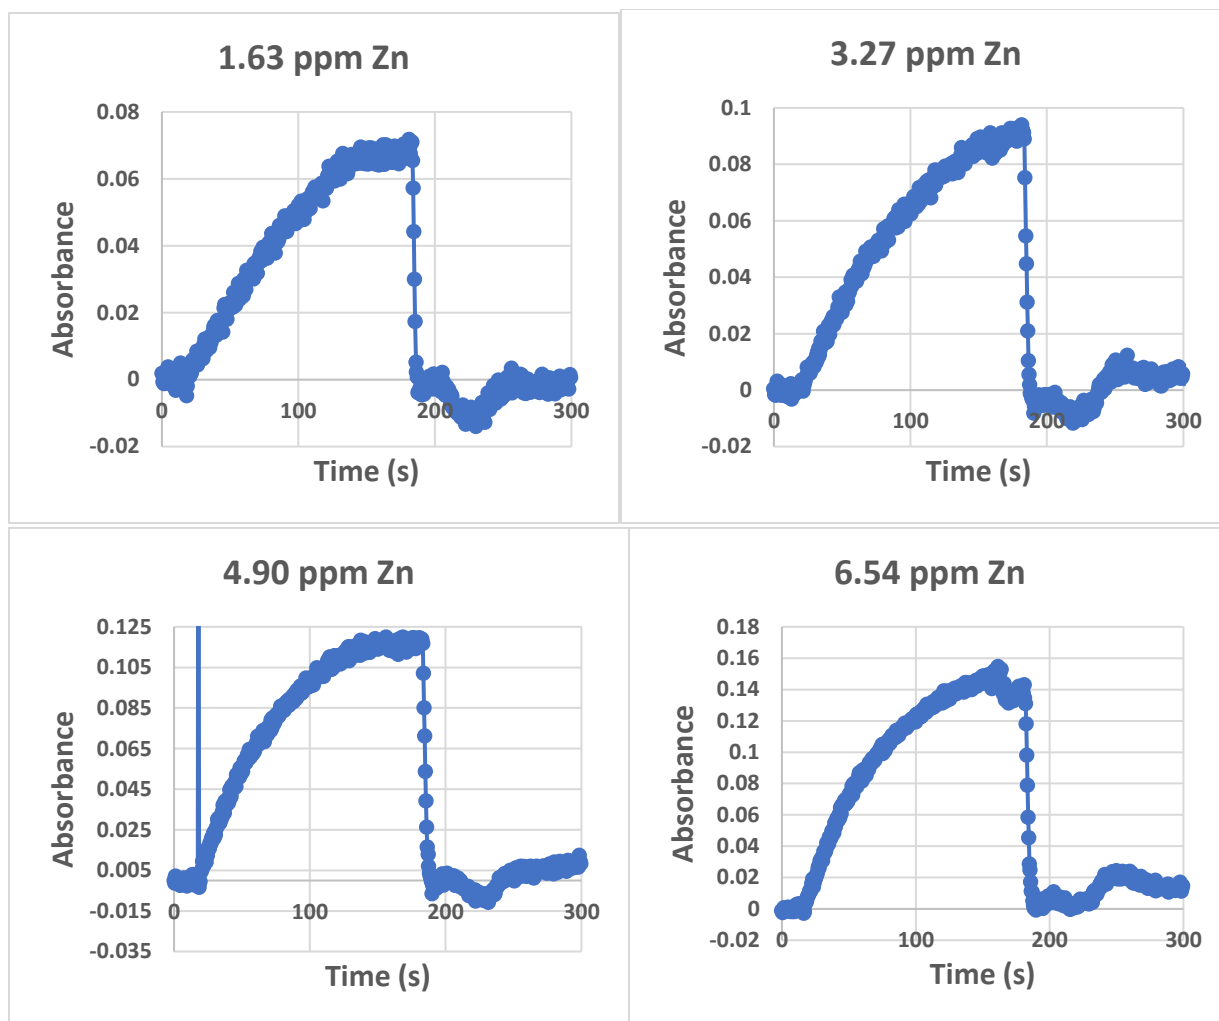 1.63 ppm Zn
Absorbance
0.08
0.06
0.04
0.02
0
-0.02
0 100 200 300
Time (s)
3.27 ppm Zn
Absorbance
0.1
0.08
0.06
0.04
0.02
0
-0.02
0 100 200 300
Time (s)
4.90 ppm Zn
Absorbance
0.125
0.105
0.085
0.065
0.045
0.025
0.005
-0.015
-0.035
0 100 200 300
Time (s)
6.54 ppm Zn
Absorbance
0.18
0.16
0.14
0.12
0.1
0.08
0.06
0.04
0.02
0
-0.02
0 100 200 300
Time (s)